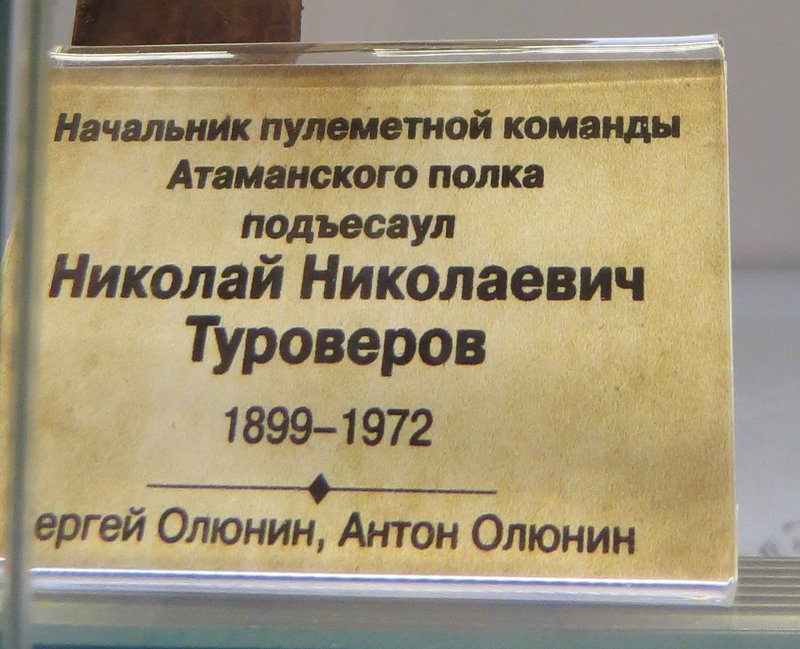 Начальник пулеметной команды
Атаманского полка
подъесаул
Николай Николаевич
Туроверов
1899–1972
ергей Олюнин, Антон Олюнин